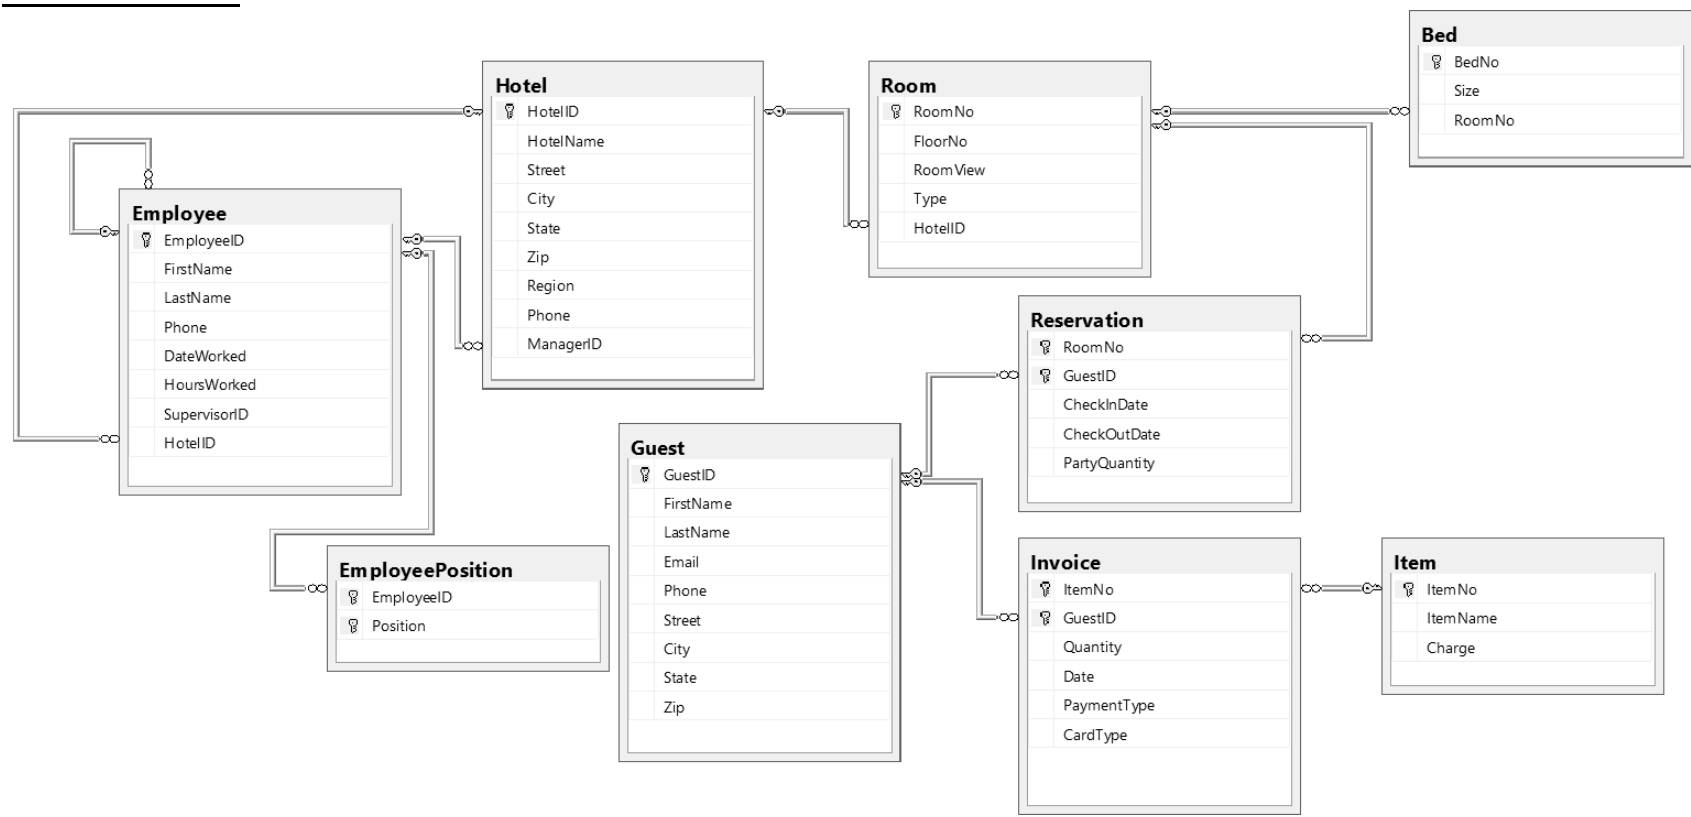 Bed
BedNo
Size
RoomNo
Hotel
HotelID
HotelName
Street
City
State
Zip
Region
Phone
ManagerID
Room
RoomNo
FloorNo
RoomView
Type
HotelID
Employee
EmployeeID
FirstName
LastName
Phone
DateWorked
HoursWorked
SupervisorID
HotelID
Reservation
RoomNo
GuestID
CheckInDate
CheckOutDate
PartyQuantity
Guest
GuestID
FirstName
LastName
Email
Phone
Street
City
State
Zip
EmployeePosition
EmployeeID
Position
Invoice
ItemNo
GuestID
Quantity
Date
PaymentType
CardType
Item
ItemNo
ItemName
Charge